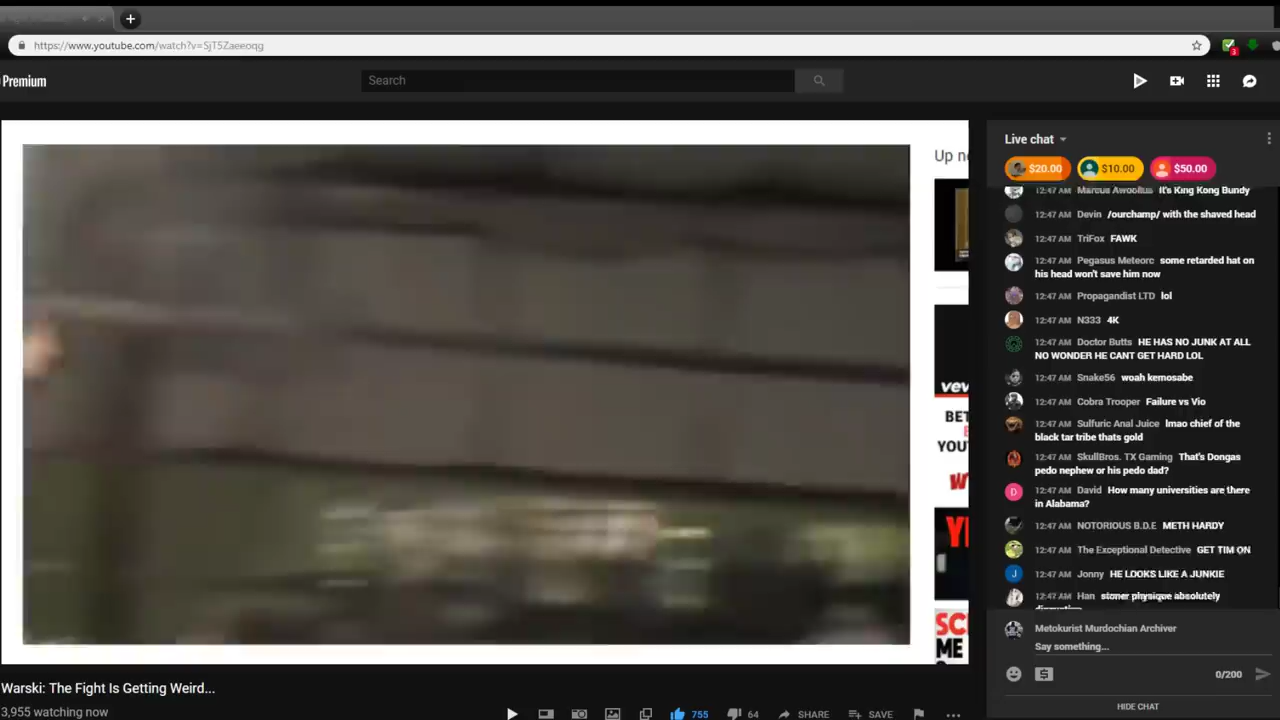 https://www.youtube.com/watch?v=SjT5Zaeeoqg
3
Premium
Search
Live chat
Up n
$20.00
$10.00
$50.00
12:47 AM Marcus Awoolius It's King Kong Bundy
12:47 AM Devin /ourchamp/ with the shaved head
12:47 AM TriFox FAWK
12:47 AM Pegasus Meteorc some retarded hat on
his head won't save him now
12:47 AM Propagandist LTD lol
12:47 AM N333 4K
12:47 AM Doctor Butts HE HAS NO JUNK AT ALL
NO WONDER HE CANT GET HARD LOL
12:47 AM Snake56 woah kemosabe
vev
12:47 AM Cobra Trooper Failure vs Vio
BET
12:47 AM Sulfuric Anal Juice lmao chief of the
black tar tribe thats gold
YOU
12:47 AM SkullBros. TX Gaming That's Dongas
pedo nephew or his pedo dad?
W
12:47 AM David How many universities are there
in Alabama?
D
12:47 AM NOTORIOUS B.D.E METH HARDY
YI
12:47 AM The Exceptional Detective GET TIM ON
J
12:47 AM Jonny HE LOOKS LIKE A JUNKIE
12:47 AM Han stoner physique absolutely
SC
ME
Metokurist Murdochian Archiver
Say something...
0/200
Warski: The Fight Is Getting Weird...
3,955 watching now
755
64
SHARE
SAVE
HIDE CHAT